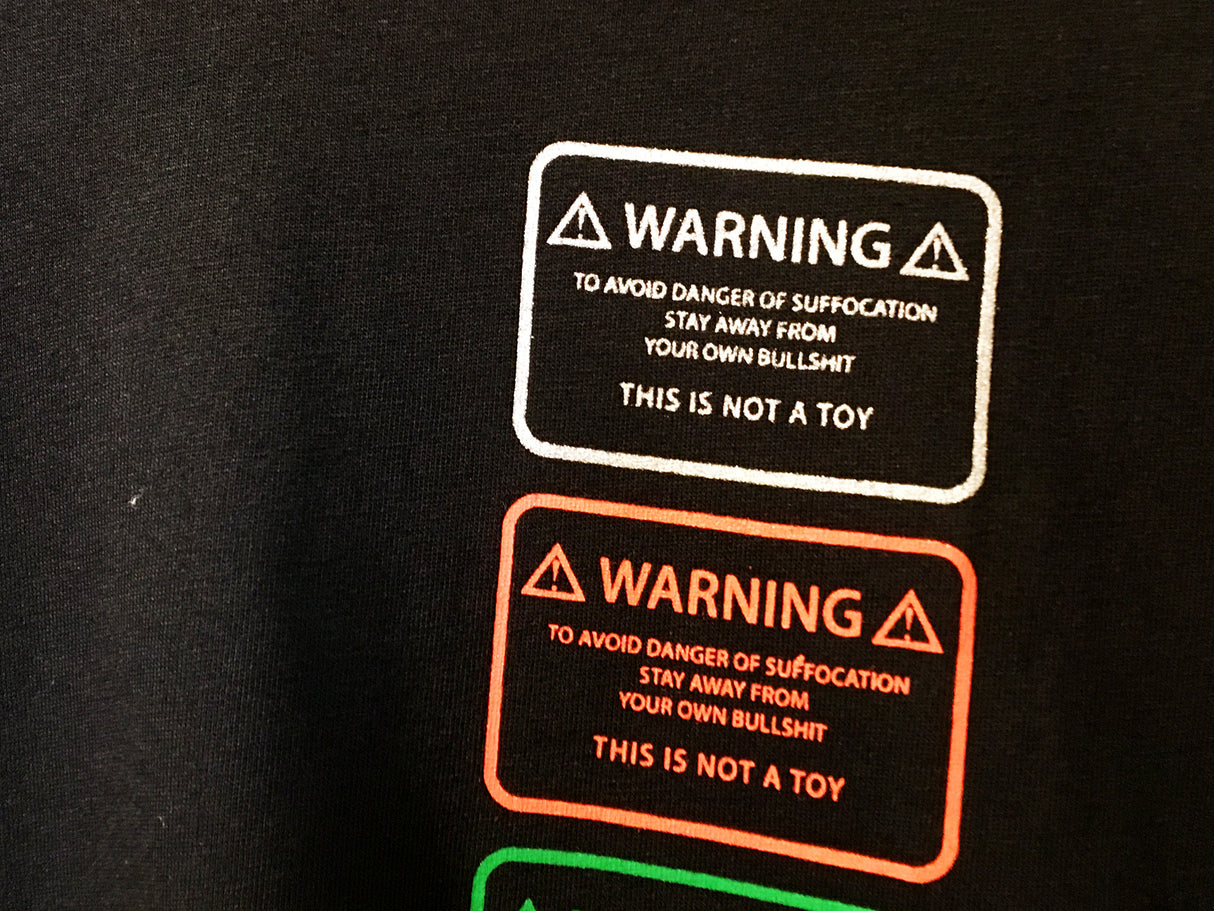 WARNING
TO AVOID DANGER OF SUFFOCATION
STAY AWAY FROM
YOUR OWN BULLSHIT
THIS IS NOT A TOY
WARNING
TO AVOID DANGER OF SUFFOCATION
STAY AWAY FROM
YOUR OWN BULLSHIT
THIS IS NOT A TOY